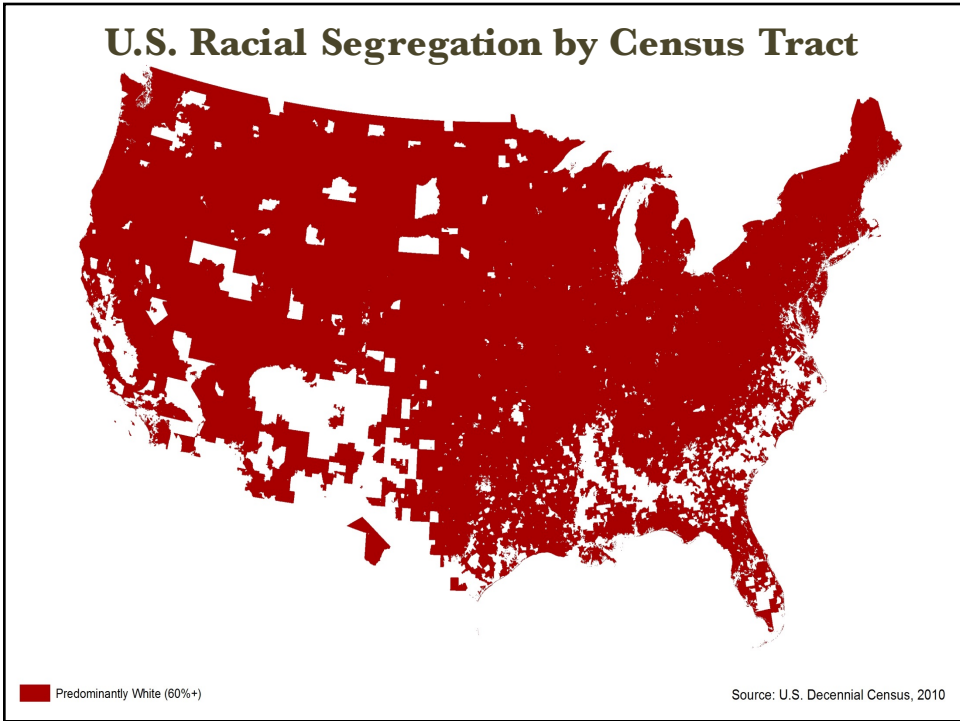 U.S. Racial Segregation by Census Tract
Predominantly White (60%+)
Source: U.S. Decennial Census, 2010